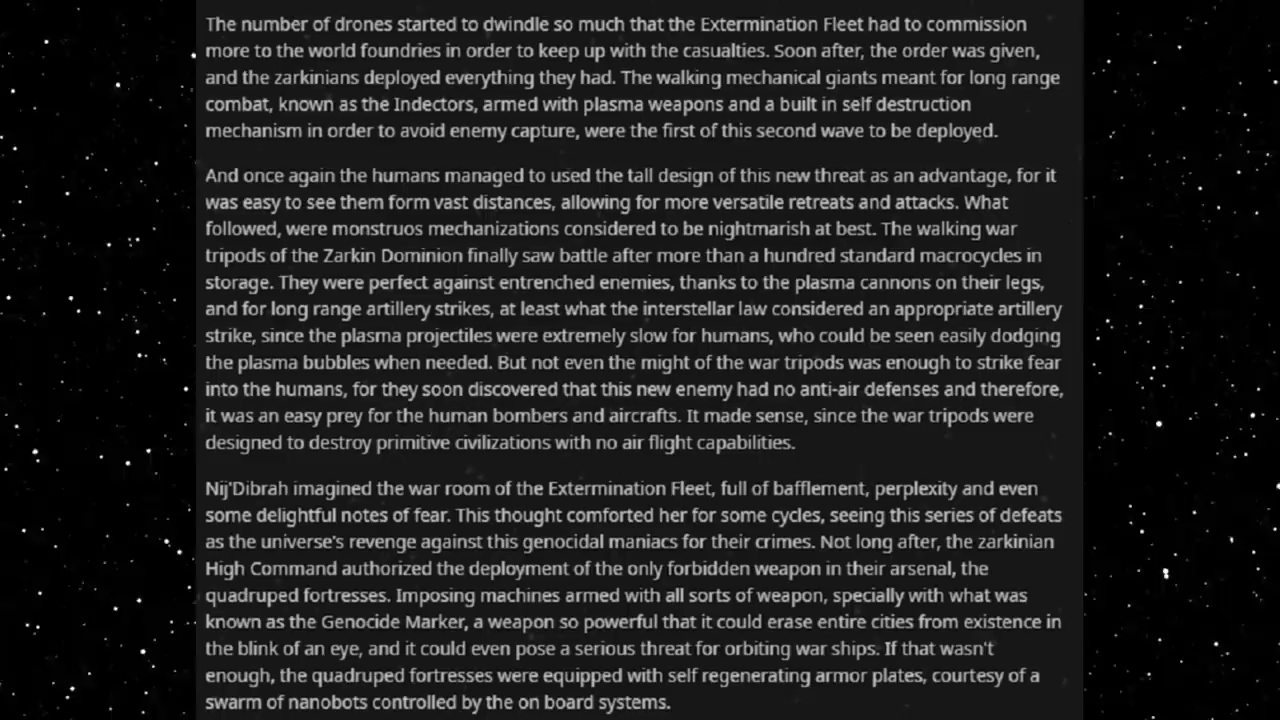 The number of drones started to dwindle so much that the Extermination Fleet had to commission
more to the world foundries in order to keep up with the casualties. Soon after, the order was given,
and the zarkinians deployed everything they had. The walking mechanical giants meant for long range
combat, known as the Indectors, armed with plasma weapons and a built in self destruction
mechanism in order to avoid enemy capture, were the first of this second wave to be deployed.
And once again the humans managed to used the tall design of this new threat as an advantage, for it
was easy to see them form vast distances, allowing for more versatile retreats and attacks. What
followed, were monstruos mechanizations considered to be nightmarish at best. The walking war
tripods of the Zarkin Dominion finally saw battle after more than a hundred standard macrocycles in
storage. They were perfect against entrenched enemies, thanks to the plasma cannons on their legs,
and for long range artillery strikes, at least what the interstellar law considered an appropriate artillery
strike, since the plasma projectiles were extremely slow for humans, who could be seen easily dodging
the plasma bubbles when needed. But not even the might of the war tripods was enough to strike fear
into the humans, for they soon discovered that this new enemy had no anti-air defenses and therefore,
it was an easy prey for the human bombers and aircrafts. It made sense, since the war tripods were
designed to destroy primitive civilizations with no air flight capabilities.
Nij'Dibrah imagined the war room of the Extermination Fleet, full of bafflement, perplexity and even
some delightful notes of fear. This thought comforted her for some cycles, seeing this series of defeats
as the universe's revenge against this genocidal maniacs for their crimes. Not long after, the zarkinian
High Command authorized the deployment of the only forbidden weapon in their arsenal, the
quadruped fortresses. Imposing machines armed with all sorts of weapon, specially with what was
known as the Genocide Marker, a weapon so powerful that it could erase entire cities from existence in
the blink of an eye, and it could even pose a serious threat for orbiting war ships. If that wasn't
enough, the quadruped fortresses were equipped with self regenerating armor plates, courtesy of a
swarm of nanobots controlled by the on board systems.